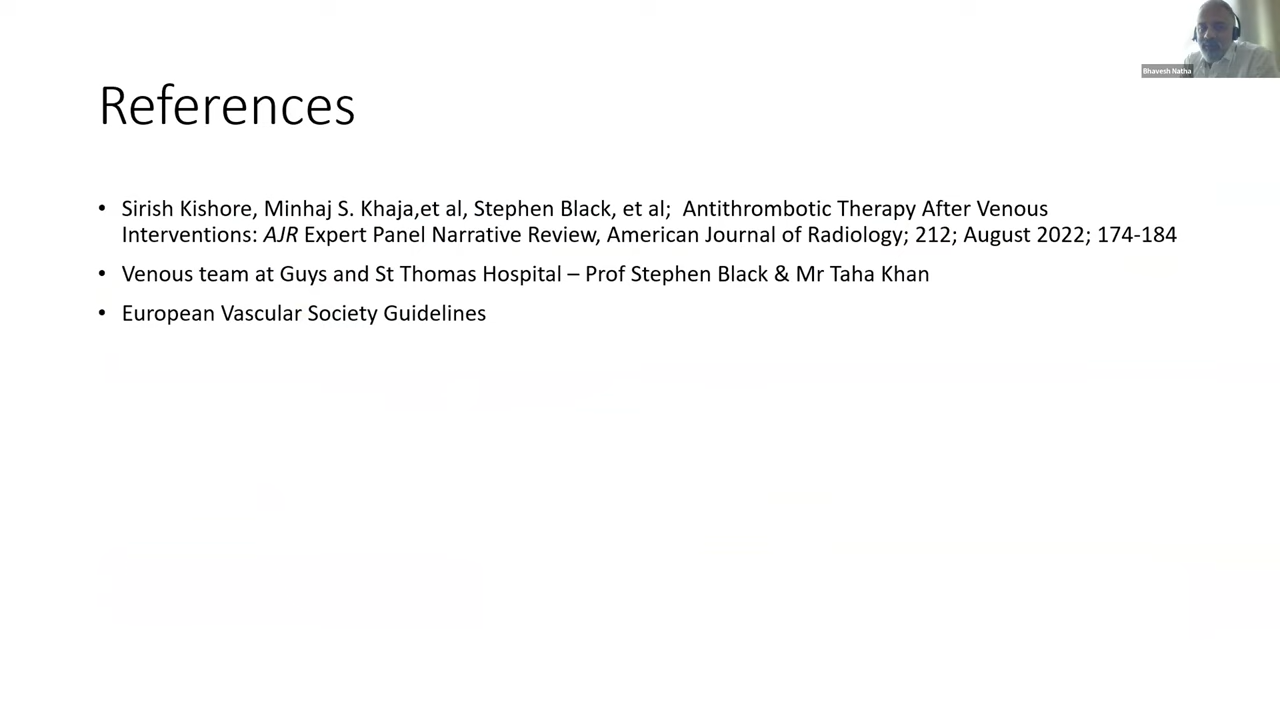 Bhavesh Natha
References
• Sirish Kishore, Minhaj S. Khaja,et al, Stephen Black, et al;  Antithrombotic Therapy After Venous
Interventions: AJR Expert Panel Narrative Review, American Journal of Radiology; 212; August 2022; 174-184
• Venous team at Guys and St Thomas Hospital – Prof Stephen Black & Mr Taha Khan
• European Vascular Society Guidelines